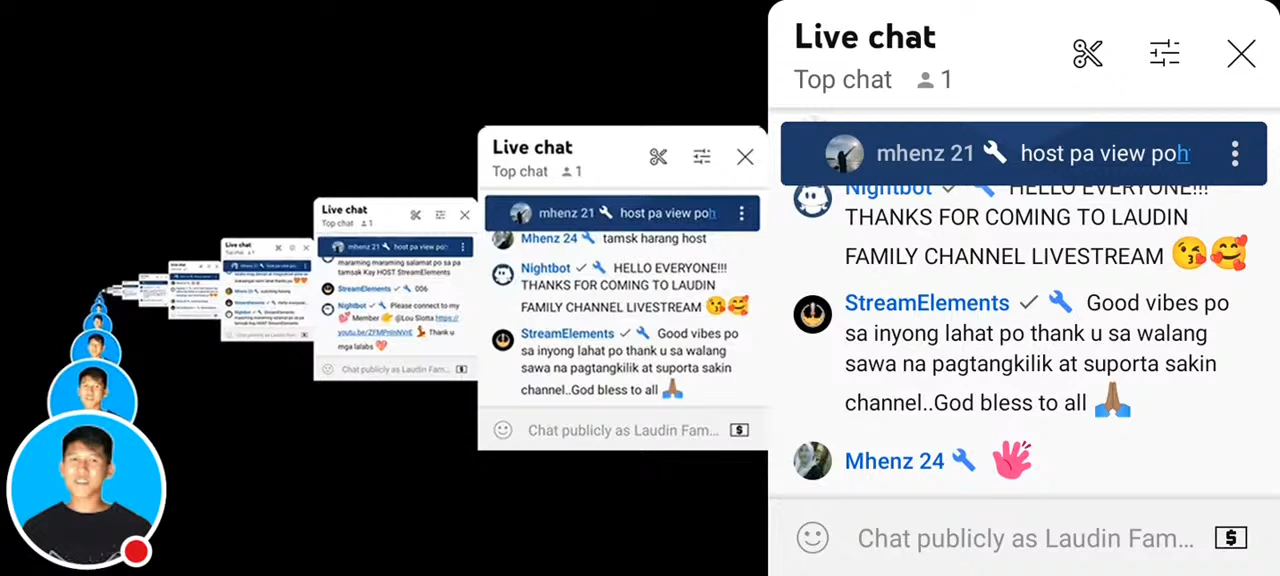 Live chat
Top chat 1
mhenz 21 host pa view poh
Nightbot HELLO EVERYONE!!!
THANKS FOR COMING TO LAUDIN
FAMILY CHANNEL LIVESTREAM 😘🥰
StreamElements Good vibes po
sa inyong lahat po thank u sa walang
sawa na pagtangkilik at suporta sakin
channel..God bless to all 🙏🏽
Mhenz 24
Chat publicly as Laudin Fam...
Live chat
Top chat 1
mhenz 21 host pa view poh
Mhenz 24 tamsk harang host
Nightbot HELLO EVERYONE!!!
THANKS FOR COMING TO LAUDIN
FAMILY CHANNEL LIVESTREAM 😘🥰
StreamElements Good vibes po
sa inyong lahat po thank u sa walang
sawa na pagtangkilik at suporta sakin
channel..God bless to all 🙏🏽
Chat publicly as Laudin Fam...
Live chat
Top chat 1
mhenz 21 host pa view poh
maraming maraming salamat po sa pa
tamsak Kay HOST StreamElements
StreamElements 006
Nightbot Please connect to my
Member @Lou Slotta https://
Thank u
mga lalabs
Chat publicly as Laudin Fam...
Live chat
Top chat 1